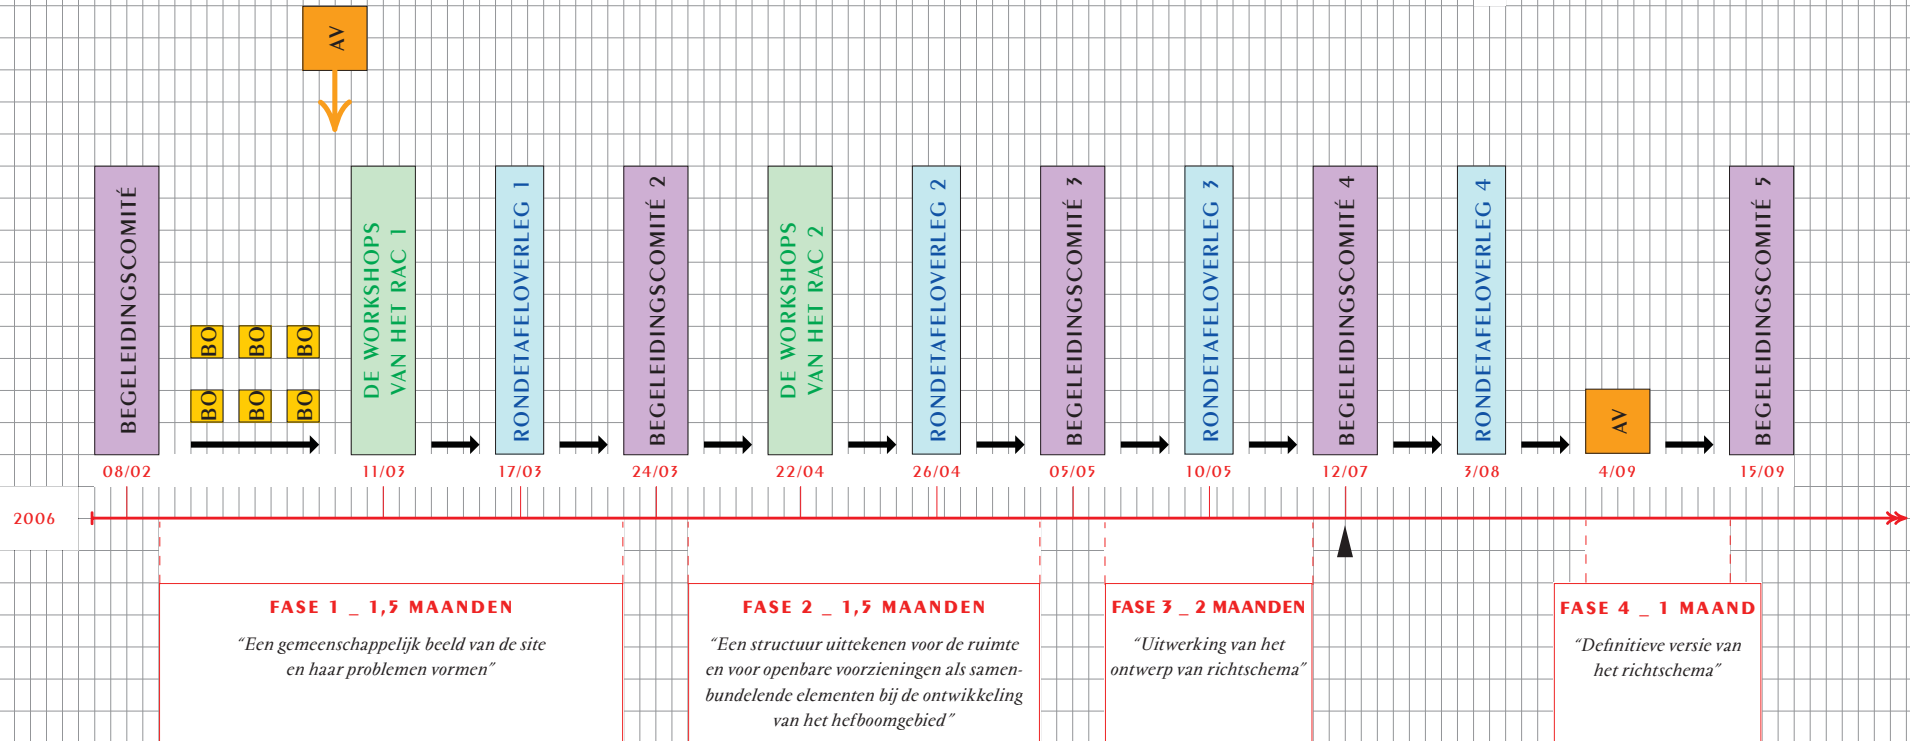 AV
BEGELEIDINGSCOMITÉ
BO
BO
BO
BO
BO
BO
DE WORKSHOPS
VAN HET RAC 1
RONDETAFELOVERLEG 1
BEGELEIDINGSCOMITÉ 2
DE WORKSHOPS
VAN HET RAC 2
RONDETAFELOVERLEG 2
BEGELEIDINGSCOMITÉ 3
RONDETAFELOVERLEG 3
BEGELEIDINGSCOMITÉ 4
RONDETAFELOVERLEG 4
AV
BEGELEIDINGSCOMITÉ 5
08/02
11/03
17/03
24/03
22/04
26/04
05/05
10/05
12/07
3/08
4/09
15/09
2006
FASE 1 _ 1,5 MAANDEN
“Een gemeenschappelijk beeld van de site
en haar problemen vormen”
FASE 2 _ 1,5 MAANDEN
“Een structuur uittekenen voor de ruimte
en voor openbare voorzieningen als samen-
bundelende elementen bij de ontwikkeling
van het hefboomgebied”
FASE 3 _ 2 MAANDEN
“Uitwerking van het
ontwerp van richtschema”
FASE 4 _ 1 MAAND
“Definitieve versie van
het richtschema”